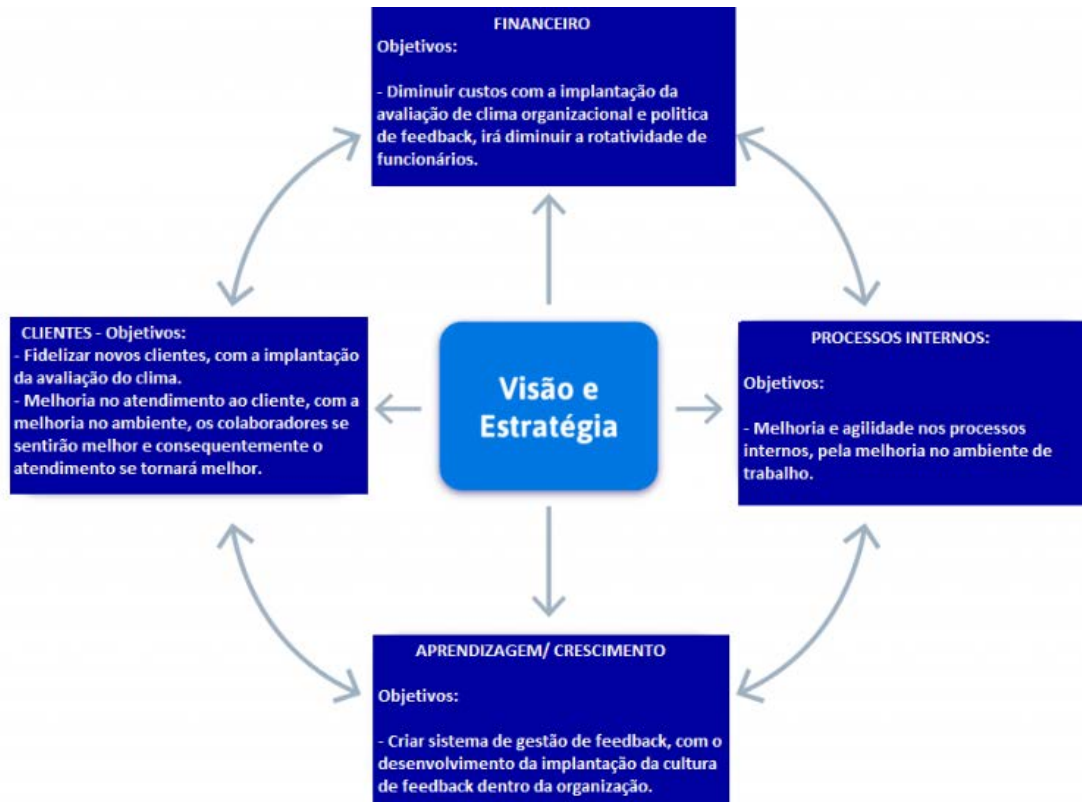 FINANCEIRO
Objetivos:
- Diminuir custos com a implantação da
avaliação de clima organizacional e politica
de feedback, irá diminuir a rotatividade de
funcionários.
CLIENTES - Objetivos:
- Fidelizar novos clientes, com a implantação
da avaliação do clima.
- Melhoria no atendimento ao cliente, com a
melhoria no ambiente, os colaboradores se
sentirão melhor e consequentemente o
atendimento se tornará melhor.
Visão e
Estratégia
PROCESSOS INTERNOS:
Objetivos:
- Melhoria e agilidade nos processos
internos, pela melhoria no ambiente de
trabalho.
APRENDIZAGEM/ CRESCIMENTO
Objetivos:
- Criar sistema de gestão de feedback, com o
desenvolvimento da implantação da cultura
de feedback dentro da organização.